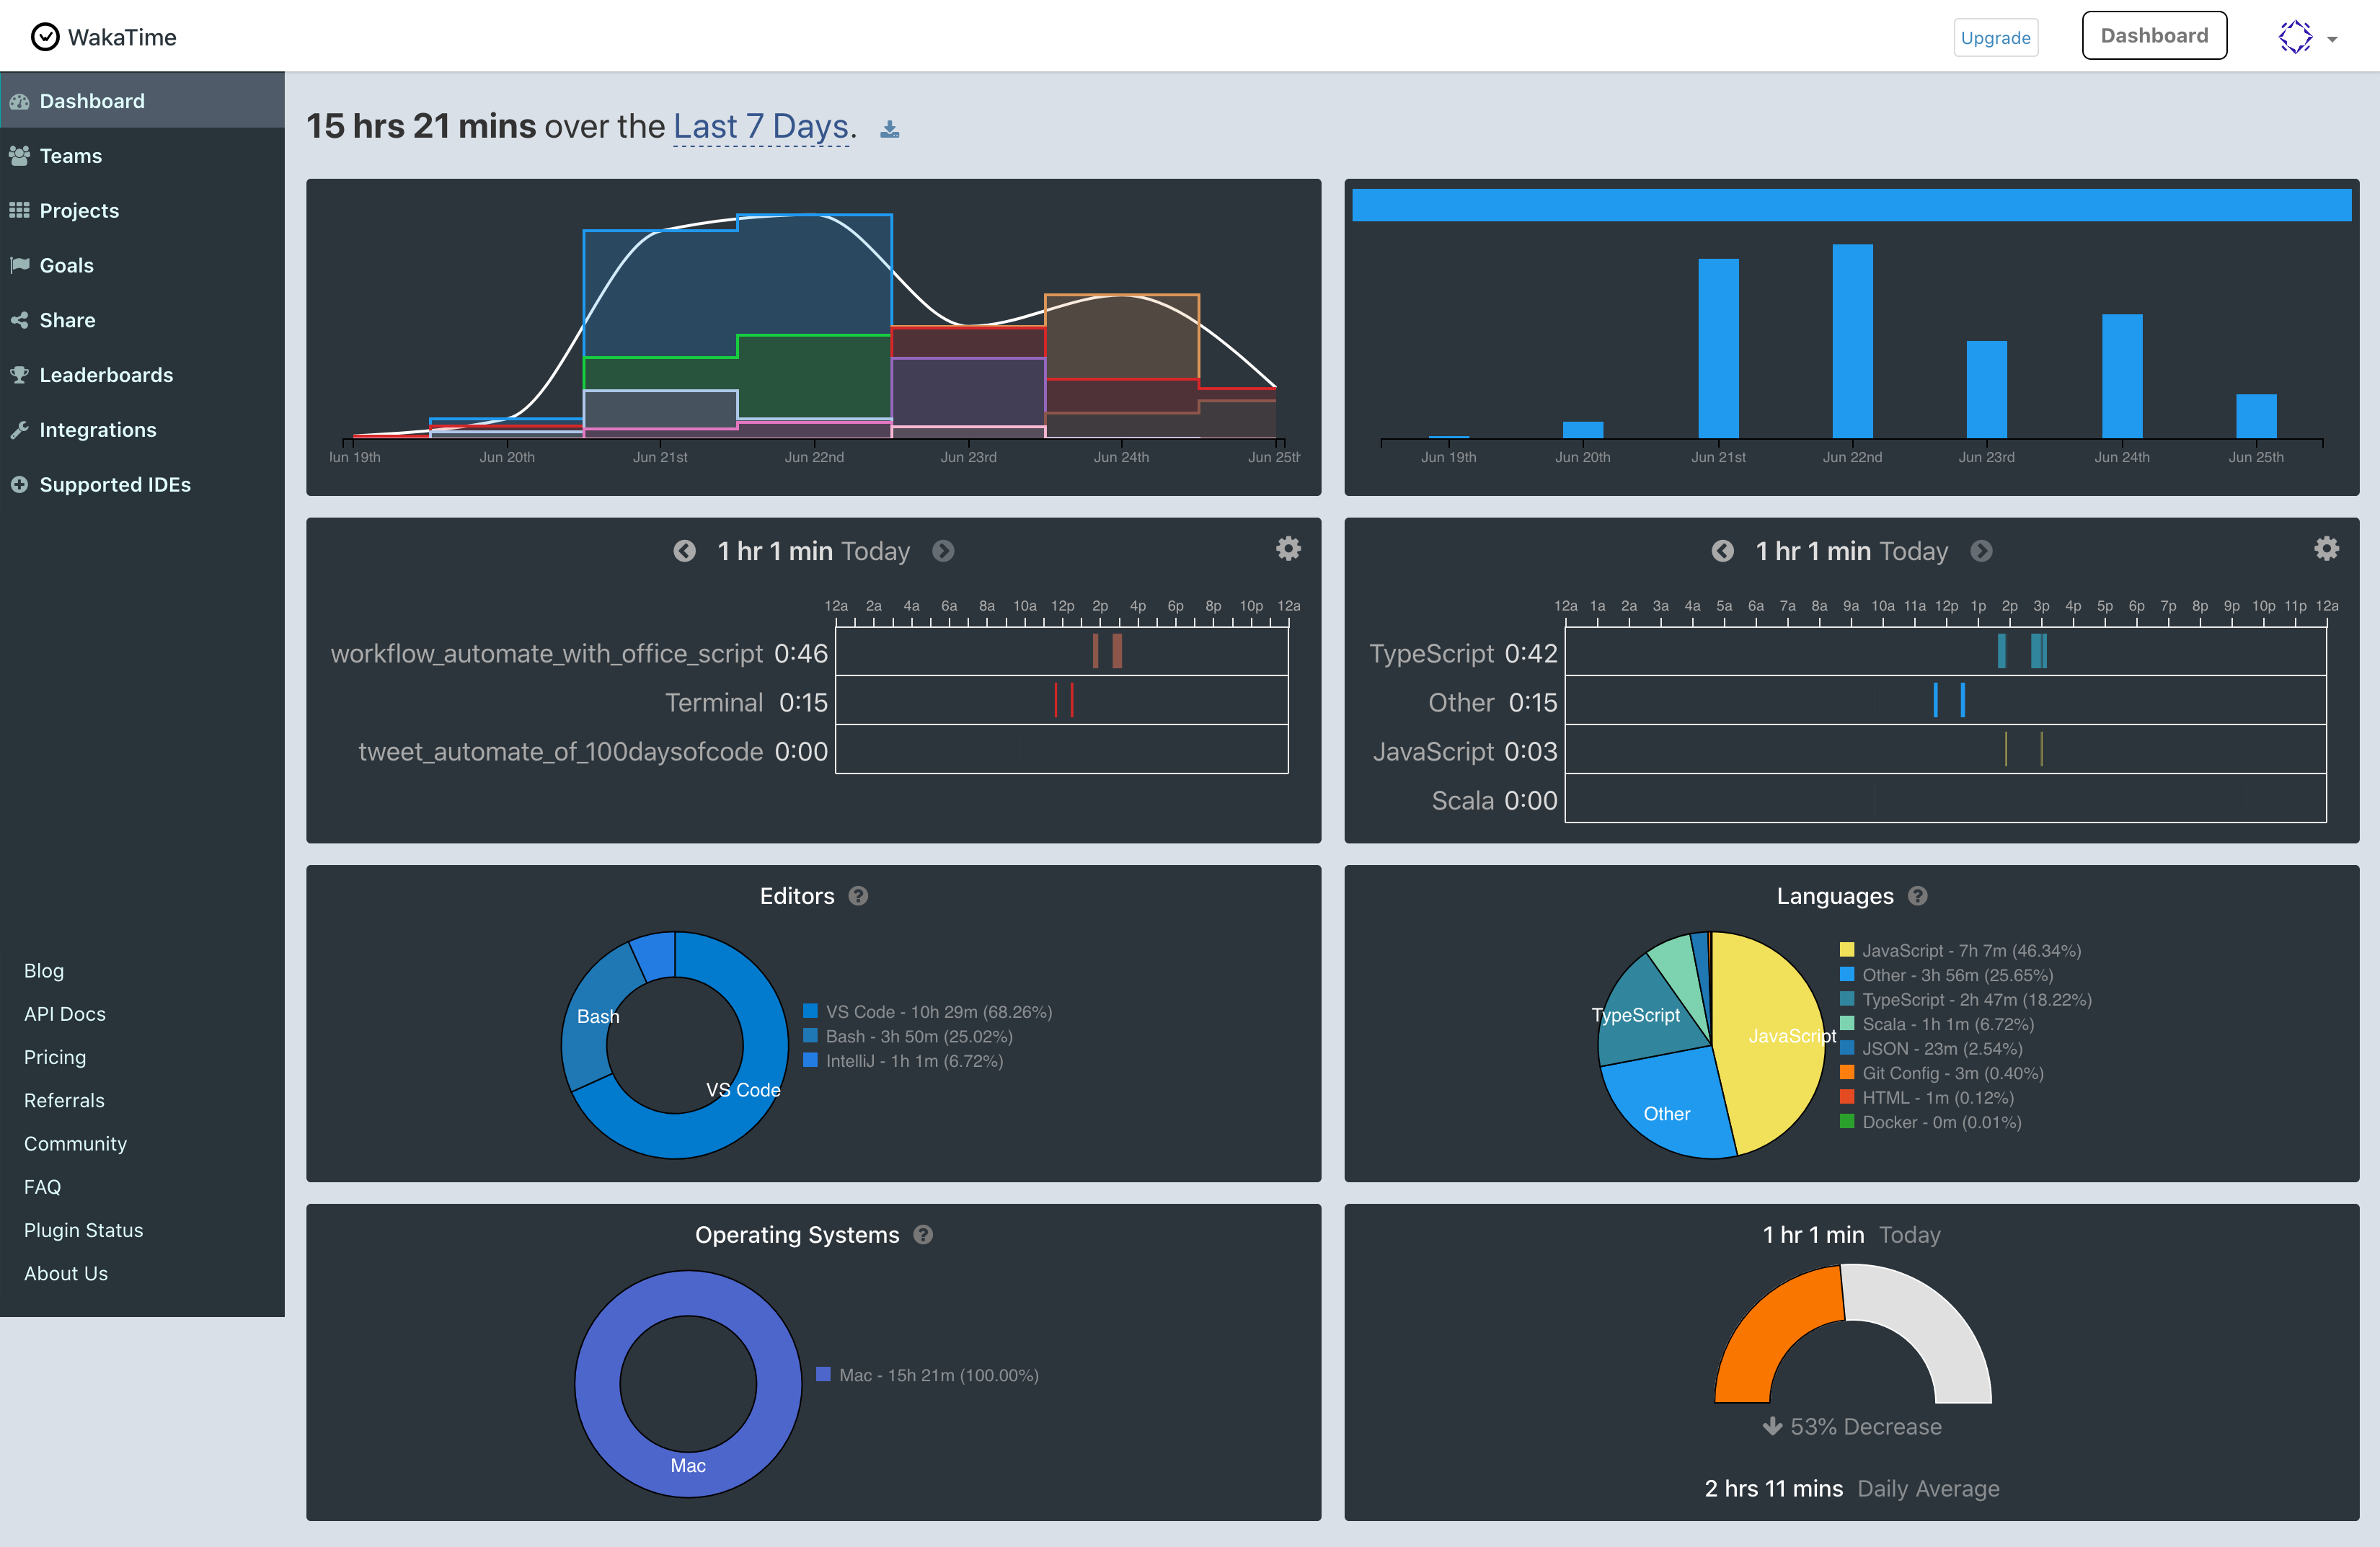 WakaTime
Upgrade
Dashboard
Dashboard
Teams
Projects
Goals
Share
Leaderboards
Integrations
Supported IDEs
Blog
API Docs
Pricing
Referrals
Community
FAQ
Plugin Status
About Us
15 hrs 21 mins over the Last 7 Days.
Jun 19th Jun 20th Jun 21st Jun 22nd Jun 23rd Jun 24th Jun 25th
Jun 19th Jun 20th Jun 21st Jun 22nd Jun 23rd Jun 24th Jun 25th
1 hr 1 min Today
12a 2a 4a 6a 8a 10a 12p 2p 4p 6p 8p 10p 12a
workflow_automate_with_office_script 0:46
Terminal 0:15
tweet_automate_of_100daysofcode 0:00
1 hr 1 min Today
12a 1a 2a 3a 4a 5a 6a 7a 8a 9a 10a 11a 12p 1p 2p 3p 4p 5p 6p 7p 8p 9p 10p 11p 12a
TypeScript 0:42
Other 0:15
JavaScript 0:03
Scala 0:00
Editors ?
Bash
VS Code
VS Code - 10h 29m (68.26%)
Bash - 3h 50m (25.02%)
IntelliJ - 1h 1m (6.72%)
Languages ?
TypeScript
JavaScript
Other
JavaScript - 7h 7m (46.34%)
Other - 3h 56m (25.65%)
TypeScript - 2h 47m (18.22%)
Scala - 1h 1m (6.72%)
JSON - 23m (2.54%)
Git Config - 3m (0.40%)
HTML - 1m (0.12%)
Docker - 0m (0.01%)
Operating Systems ?
Mac
Mac - 15h 21m (100.00%)
1 hr 1 min Today
53% Decrease
2 hrs 11 mins Daily Average